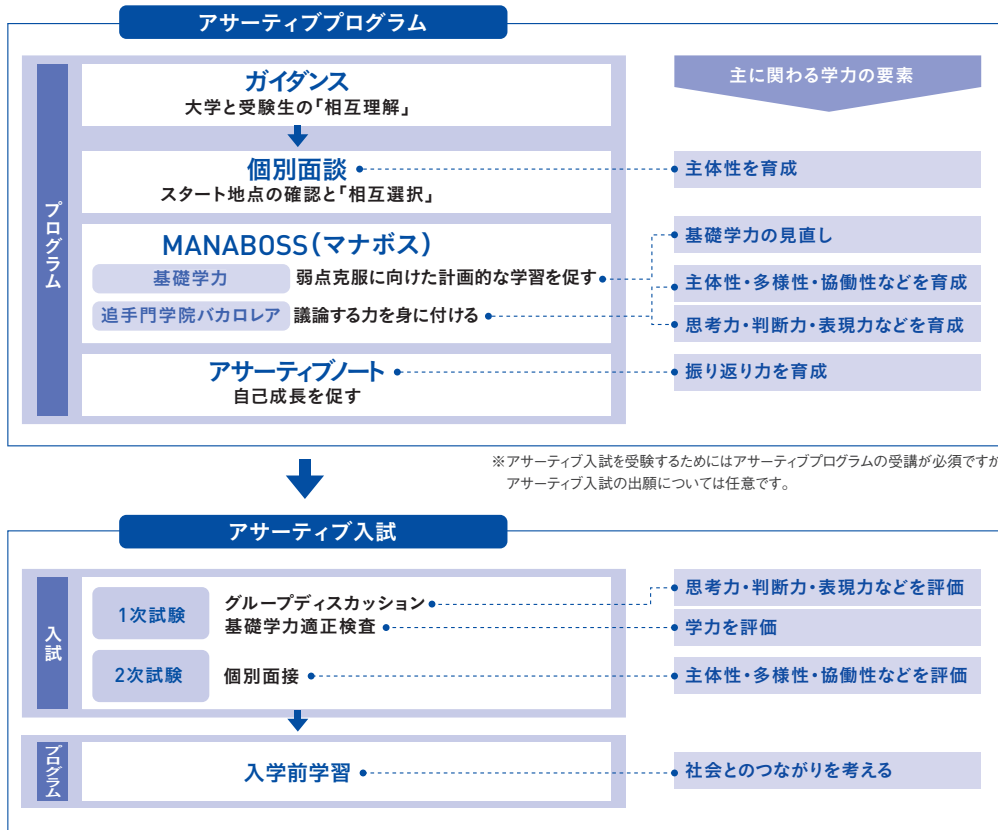 アサーティブプログラム
プログラム
ガイダンス
大学と受験生の「相互理解」
主に関わる学力の要素
個別面談
スタート地点の確認と「相互選択」
主体性を育成
MANABOSS(マナボス)
基礎学力 弱点克服に向けた計画的な学習を促す
基礎学力の見直し
追手門学院バカロレア 議論する力を身に付ける
主体性・多様性・協働性などを育成
思考力・判断力・表現力などを育成
アサーティブノート
自己成長を促す
振り返り力を育成
※アサーティブ入試を受験するためにはアサーティブプログラムの受講が必須ですが
アサーティブ入試の出願については任意です。
アサーティブ入試
入試
1次試験
グループディスカッション
思考力・判断力・表現力などを評価
基礎学力適正検査
学力を評価
2次試験
個別面接
主体性・多様性・協働性などを評価
プログラム
入学前学習
社会とのつながりを考える